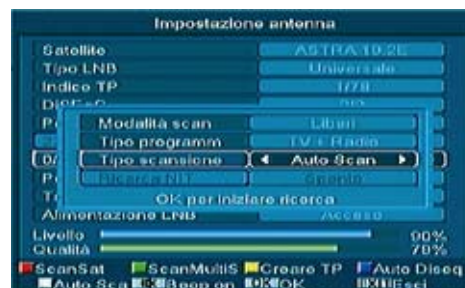 Impostazione antenna
Satellite ASTRA 19.2E
Tipo LNB Universale
Indice TP 1/78
Modalità scan Liberi
Tipo programm TV + Radio
Tipo scansione Auto Scan
Ricerca NIT Spento
OK per iniziare ricerca
Alimentazione LNB Acceso
Livello 90%
Qualità 78%
ScanSat ScanMultiS Creare TP Auto Diseq
Auto Sca Beep on OK OK Esci